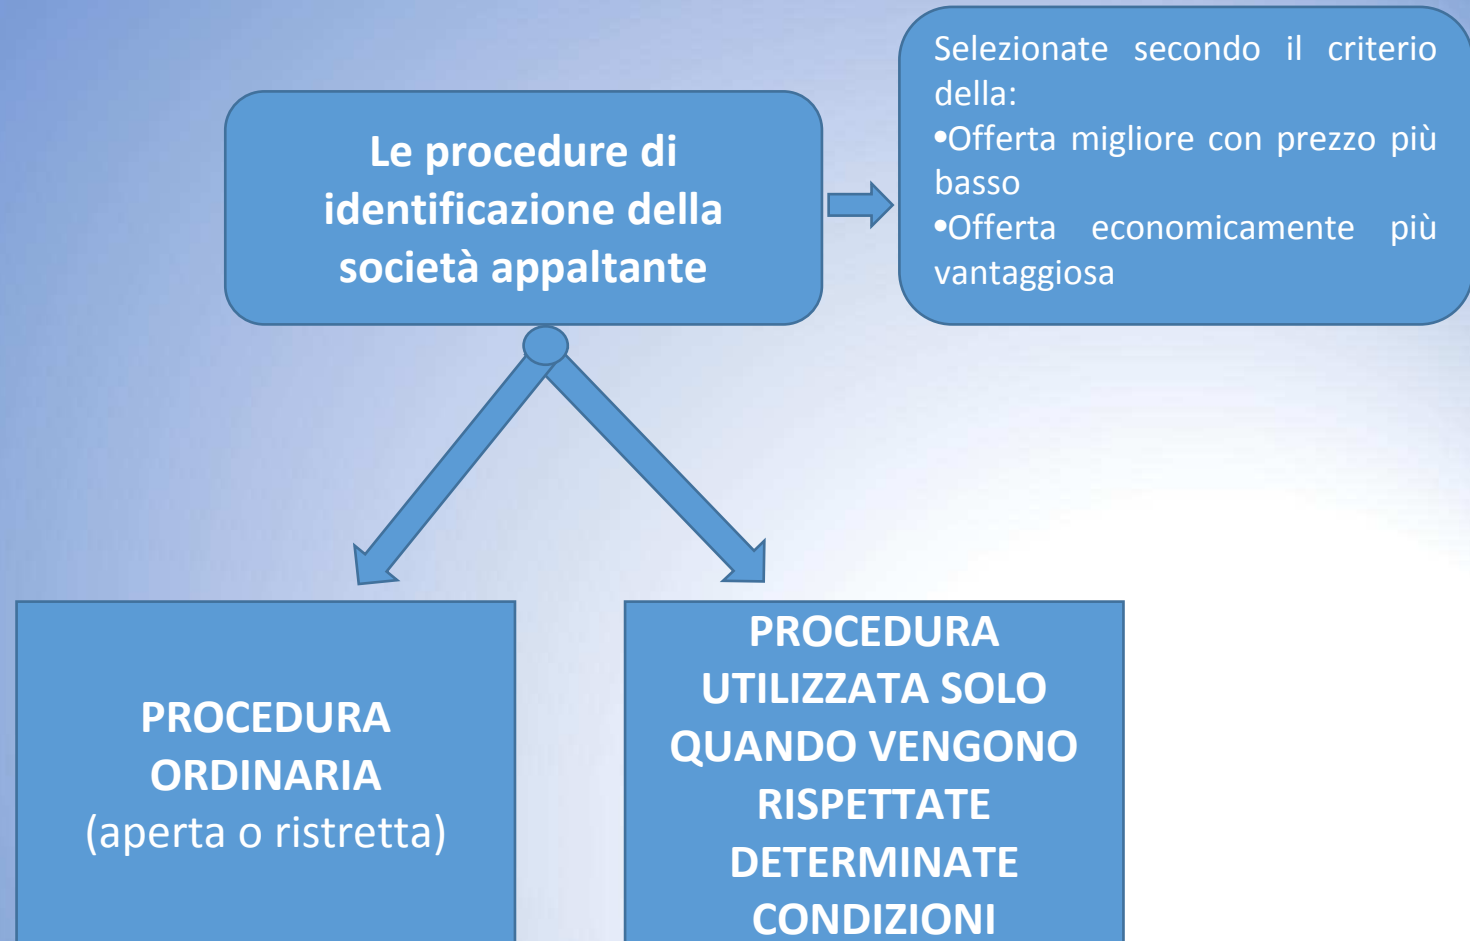 Le procedure di
identificazione della
società appaltante
Selezionate secondo il criterio
della:
•Offerta migliore con prezzo più
basso
•Offerta economicamente più
vantaggiosa
PROCEDURA
ORDINARIA
(aperta o ristretta)
PROCEDURA
UTILIZZATA SOLO
QUANDO VENGONO
RISPETTATE
DETERMINATE
CONDIZIONI